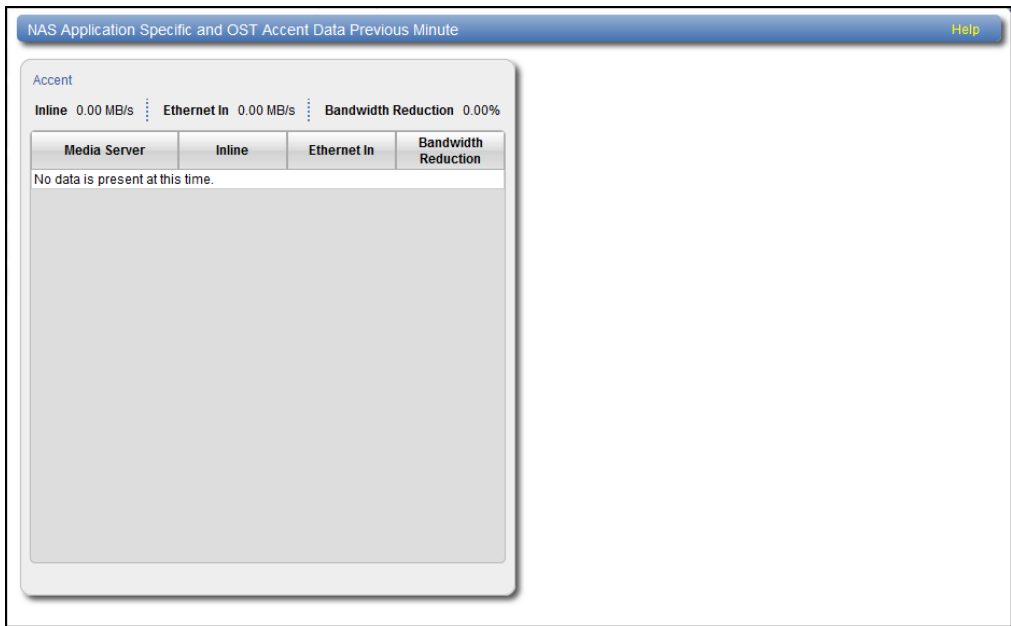 NAS Application Specific and OST Accent Data Previous Minute Help
Accent
Inline 0.00 MB/s Ethernet In 0.00 MB/s Bandwidth Reduction 0.00%
Media Server Inline Ethernet In Bandwidth
Reduction
No data is present at this time.